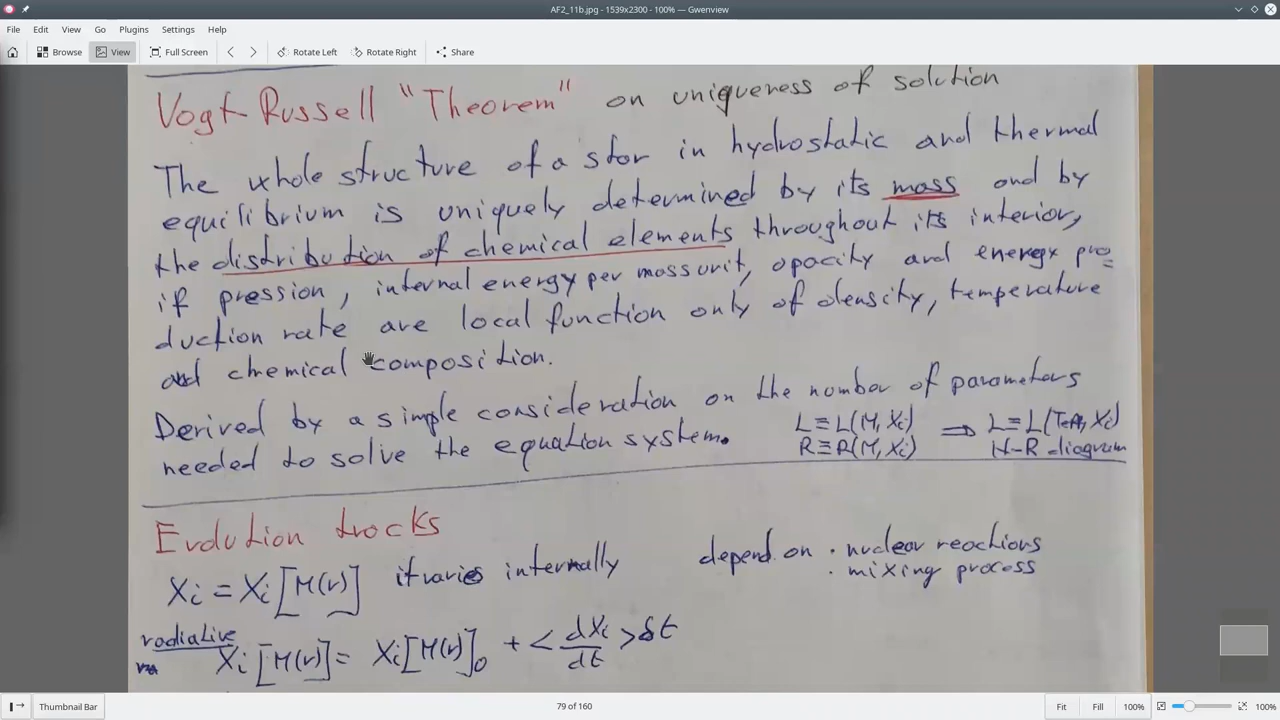 AF2_11b.jpg - 1539x2300 - 100% — Gwenview
File Edit View Go Plugins Settings Help
Browse View Full Screen Rotate Left Rotate Right Share
Vogt-Russell "Theorem" on uniqueness of solution
The whole structure of a star in hydrostatic and thermal
equilibrium is uniquely determined by its mass and by
the distribution of chemical elements throughout its interior,
if pression, internal energy per mass unit, opacity and energy pro=
duction rate are local function only of density, temperature
and chemical composition.
Derived by a simple consideration on the number of parameters
needed to solve the equation system.
L≡L(M,Xi) ⇒ L≡L(Teff,Xi)
R≡R(M,Xi) H-R diagram
Evolution tracks
Xi = Xi[M(r)] it varies internally
depend on · nuclear reactions
· mixing process
radiative
Xi[M(r)] = Xi[M(r)]0 + <dXi/dt>δt
Thumbnail Bar 79 of 160 Fit Fill 100% 100%